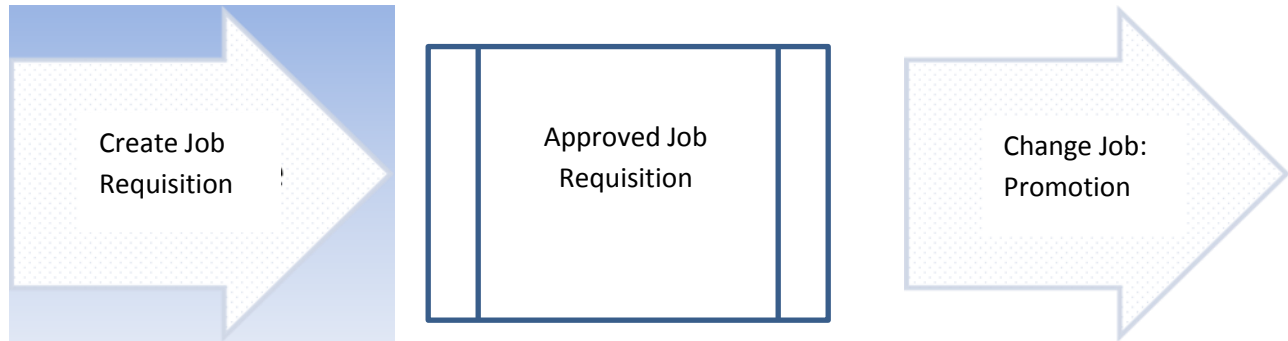 Create Job
Requisition
Approved Job
Requisition
Change Job:
Promotion